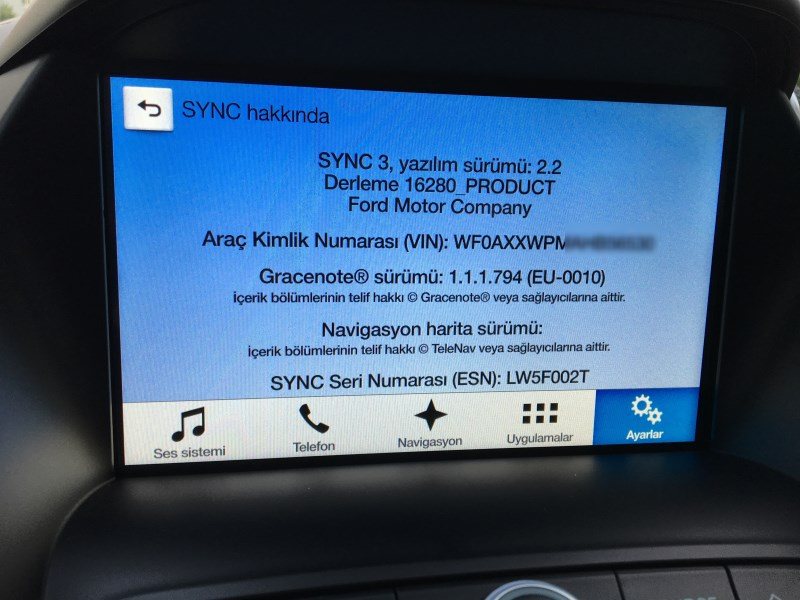 SYNC hakkında
SYNC 3, yazılım sürümü: 2.2
Derleme 16280_PRODUCT
Ford Motor Company
Araç Kimlik Numarası (VIN): WF0AXXWPM
Gracenote® sürümü: 1.1.1.794 (EU-0010)
İçerik bölümlerinin telif hakkı © Gracenote® veya sağlayıcılarına aittir.
Navigasyon harita sürümü:
İçerik bölümlerinin telif hakkı © TeleNav veya sağlayıcılarına aittir.
SYNC Seri Numarası (ESN): LW5F002T
Ses sistemi
Telefon
Navigasyon
Uygulamalar
Ayarlar